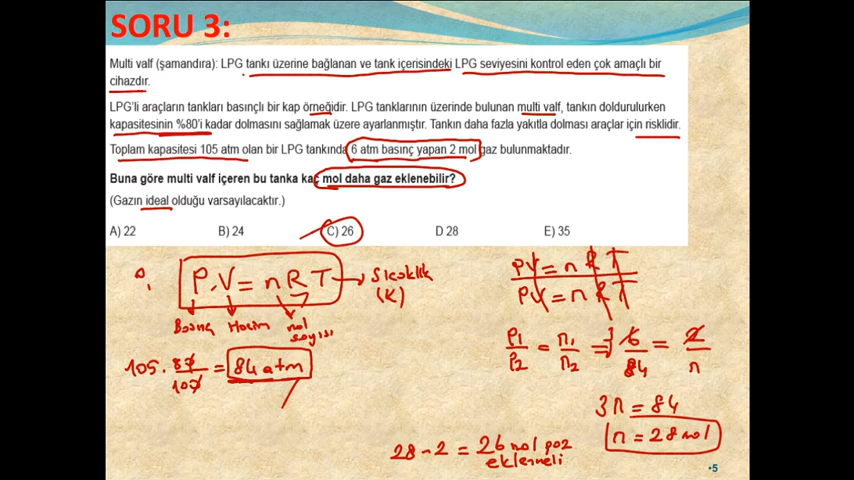 SORU 3:
Multi valf (şamandıra): LPG tankı üzerine bağlanan ve tank içerisindeki LPG seviyesini kontrol eden çok amaçlı bir
cihazdır.
LPG'li araçların tankları basınçlı bir kap örneğidir. LPG tanklarının üzerinde bulunan multi valf, tankın doldurulurken
kapasitesinin %80'i kadar dolmasını sağlamak üzere ayarlanmıştır. Tankın daha fazla yakıtla dolması araçlar için risklidir.
Toplam kapasitesi 105 atm olan bir LPG tankında 6 atm basınç yapan 2 mol gaz bulunmaktadır.
Buna göre multi valf içeren bu tanka kaç mol daha gaz eklenebilir?
(Gazın ideal olduğu varsayılacaktır.)
A) 22 B) 24 C) 26 D 28 E) 35
P.V = n R T → Sıcaklık
(K)
Basınç Hacim mol
sayısı
105. 80/100 = 84 atm
PV = n R T
PV = n R T
P1/P2 = n1/n2 ⇒ 6/84 = 2/n
3n = 84
n = 28 mol
28 - 2 = 26 mol
eklenmeli
•5